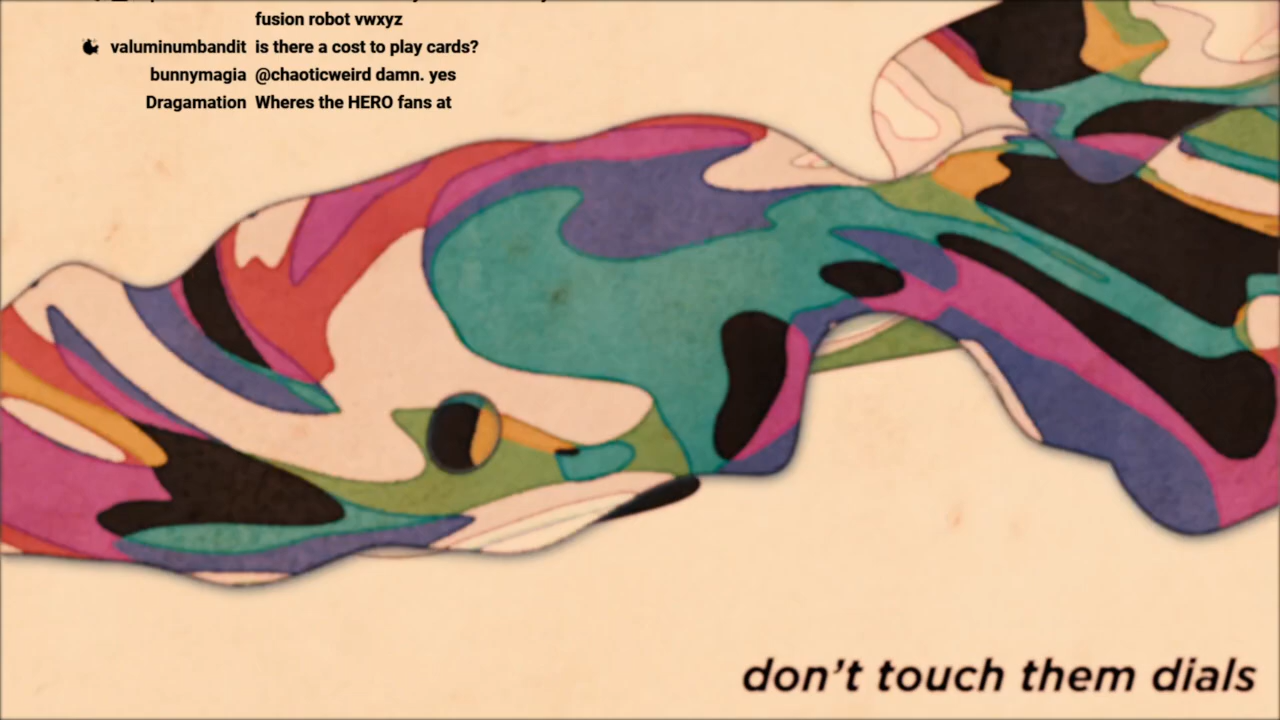 fusion robot vwxyz
valuminumbandit is there a cost to play cards?
bunnymagia @chaoticweird damn. yes
Dragamation Wheres the HERO fans at
don't touch them dials